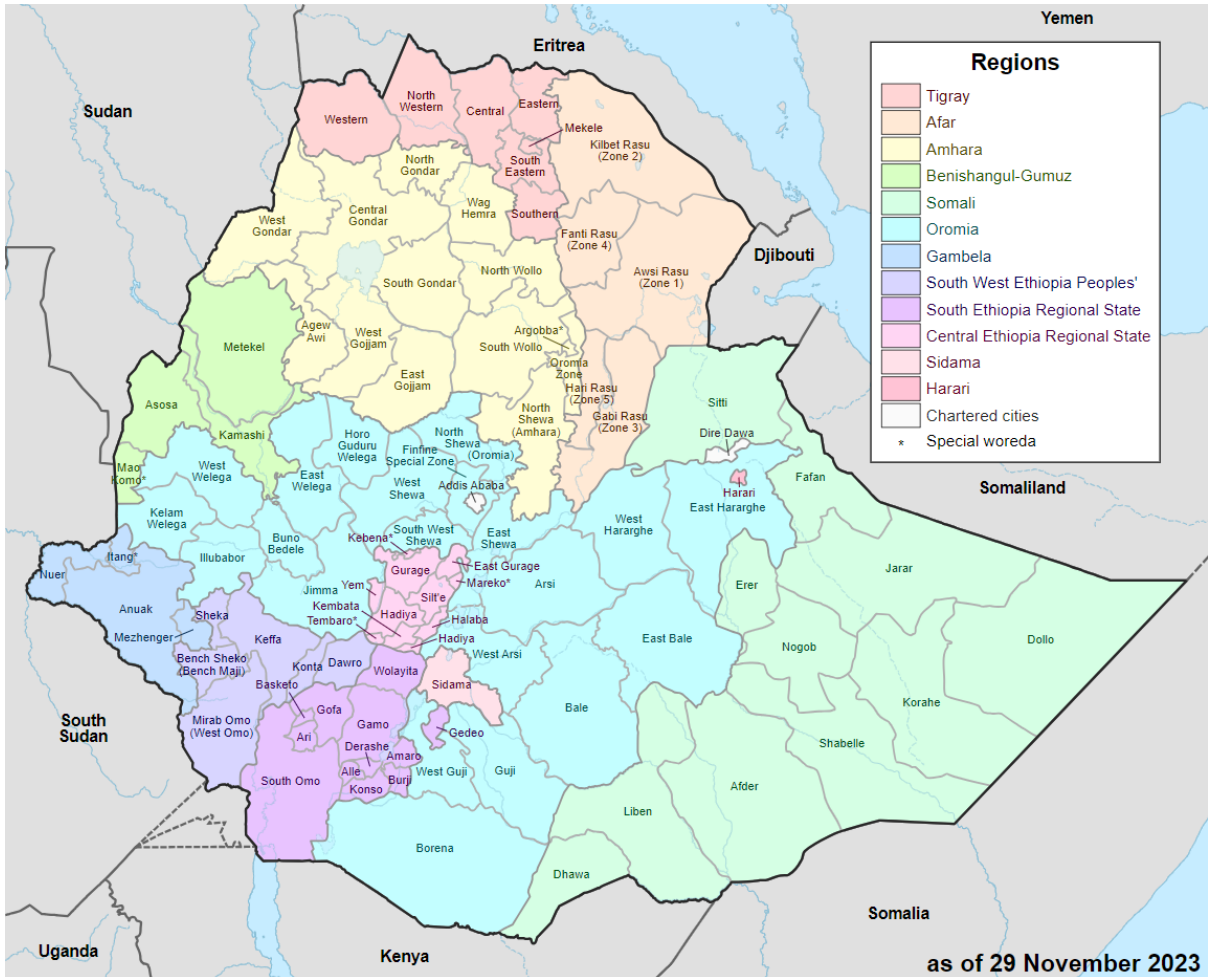 Yemen
Eritrea
Sudan
Regions
Tigray
Afar
Amhara
Benishangul-Gumuz
Somali
Oromia
Gambela
South West Ethiopia Peoples'
South Ethiopia Regional State
Central Ethiopia Regional State
Sidama
Harari
Chartered cities
* Special woreda
Western
North
Western
Central
Eastern
Mekele
South
Eastern
Southern
Kilbet Rasu
(Zone 2)
Fanti Rasu
(Zone 4)
Awsi Rasu
(Zone 1)
Hari Rasu
(Zone 5)
Gabi Rasu
(Zone 3)
Djibouti
North
Gondar
West
Gondar
Central
Gondar
Wag
Hemra
South Gondar
North Wollo
Agew
Awi
West
Gojjam
East
Gojjam
Argobba*
South Wollo
Oromia
Zone
North
Shewa
(Amhara)
Metekel
Asosa
Kamashi
Mao
Komo*
Sitti
Dire Dawa
Harari
East Hararghe
Fafan
Somaliland
West
Welega
Kelam
Welega
East
Welega
Horo
Guduru
Welega
North
Shewa
(Oromia)
Finfine
Special Zone
West
Shewa
Addis Ababa
South West
Shewa
East
Shewa
West
Hararghe
Illubabor
Buno
Bedele
Jimma
Arsi
Kebena*
Gurage
East Gurage
Mareko*
Yem
Silt'e
Kembata
Hadiya
Tembaro*
Halaba
Hadiya
West Arsi
East Bale
Bale
Erer
Jarar
Nogob
Dollo
Korahe
Shabelle
Afder
Liben
Dhawa
Nuer
Itang*
Anuak
Mezhenger
Sheka
Keffa
Bench Sheko
(Bench Maji)
Konta
Dawro
Mirab Omo
(West Omo)
Wolayita
Sidama
Basketo
Gofa
Gamo
Ari
Gedeo
Derashe
Amaro
Alle
Burji
Konso
South Omo
West Guji
Guji
Borena
South
Sudan
Uganda
Kenya
Somalia
as of 29 November 2023